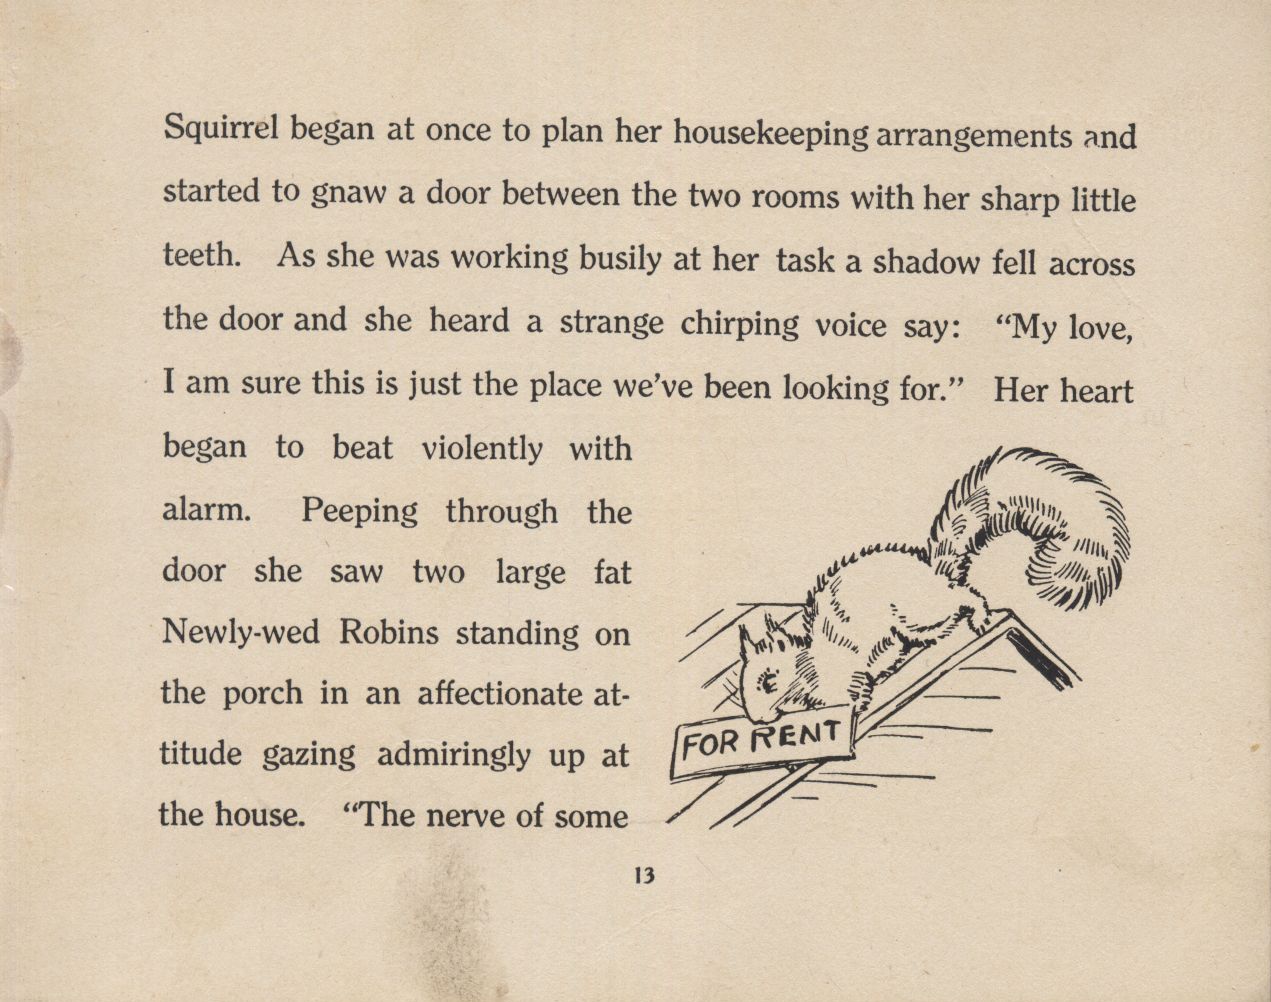 Squirrel began at once to plan her housekeeping arrangements and
started to gnaw a door between the two rooms with her sharp little
teeth. As she was working busily at her task a shadow fell across
the door and she heard a strange chirping voice say: “My love,
I am sure this is just the place we’ve been looking for.” Her heart
began to beat violently with
alarm. Peeping through the
door she saw two large fat
Newly-wed Robins standing on
the porch in an affectionate at-
titude gazing admiringly up at
the house. “The nerve of some
FOR RENT
13